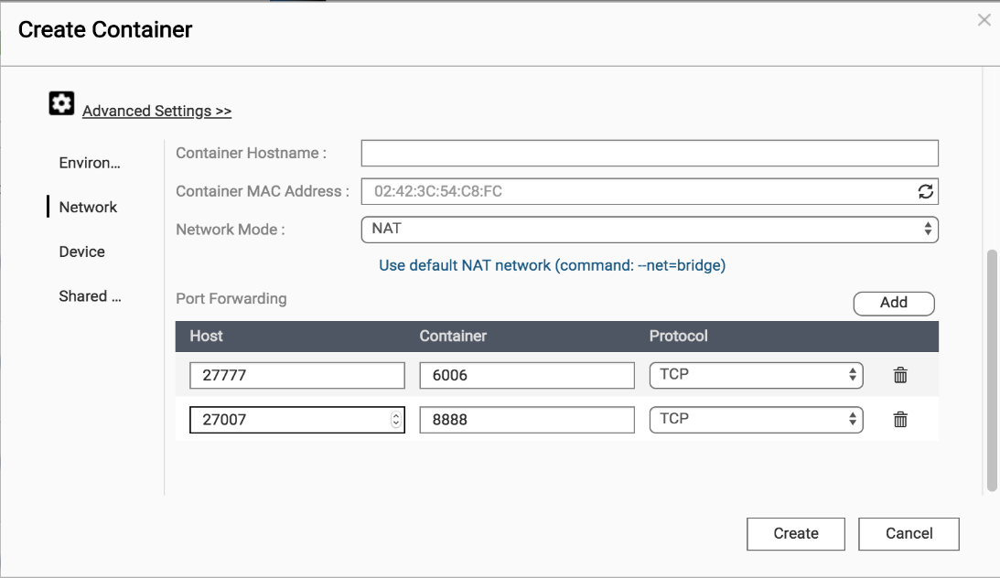 Create Container
Advanced Settings >>
Environ...
Network
Device
Shared ...
Container Hostname :
Container MAC Address : 02:42:3C:54:C8:FC
Network Mode : NAT
Use default NAT network (command: --net=bridge)
Port Forwarding
Add
Host Container Protocol
27777 6006 TCP
27007 8888 TCP
Create Cancel